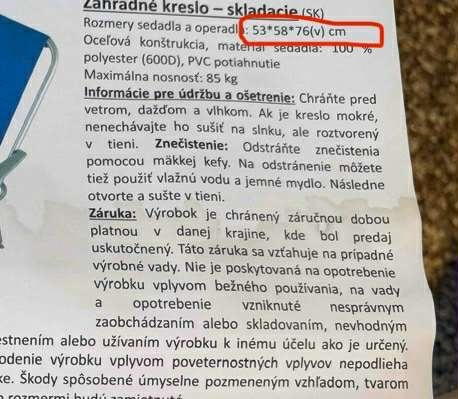 Záhradné kreslo – skladacie (SK)
Rozmery sedadla a operadla: 53*58*76(v) cm
Oceľová konštrukcia, materiál sedadla: 100 %
polyester (600D), PVC potiahnutie
Maximálna nosnosť: 85 kg
Informácie pre údržbu a ošetrenie: Chráňte pred
vetrom, dažďom a vlhkom. Ak je kreslo mokré,
nenechávajte ho sušiť na slnku, ale roztvorený
v tieni. Znečistenie: Odstráňte znečistenia
pomocou mäkkej kefy. Na odstránenie môžete
tiež použiť vlažnú vodu a jemné mydlo. Následne
otvorte a sušte v tieni.
Záruka: Výrobok je chránený záručnou dobou
platnou v danej krajine, kde bol predaj
uskutočnený. Táto záruka sa vzťahuje na prípadné
výrobné vady. Nie je poskytovaná na opotrebenie
výrobku vplyvom bežného používania, na vady
a opotrebenie vzniknuté nesprávnym
zaobchádzaním alebo skladovaním, nevhodným
estnením alebo užívaním výrobku k inému účelu ako je určený.
odenie výrobku vplyvom poveternostných vplyvov nepodlieha
ke. Škody spôsobené úmyselne pozmeneným vzhľadom, tvarom
rozmermi budú zamietnuté